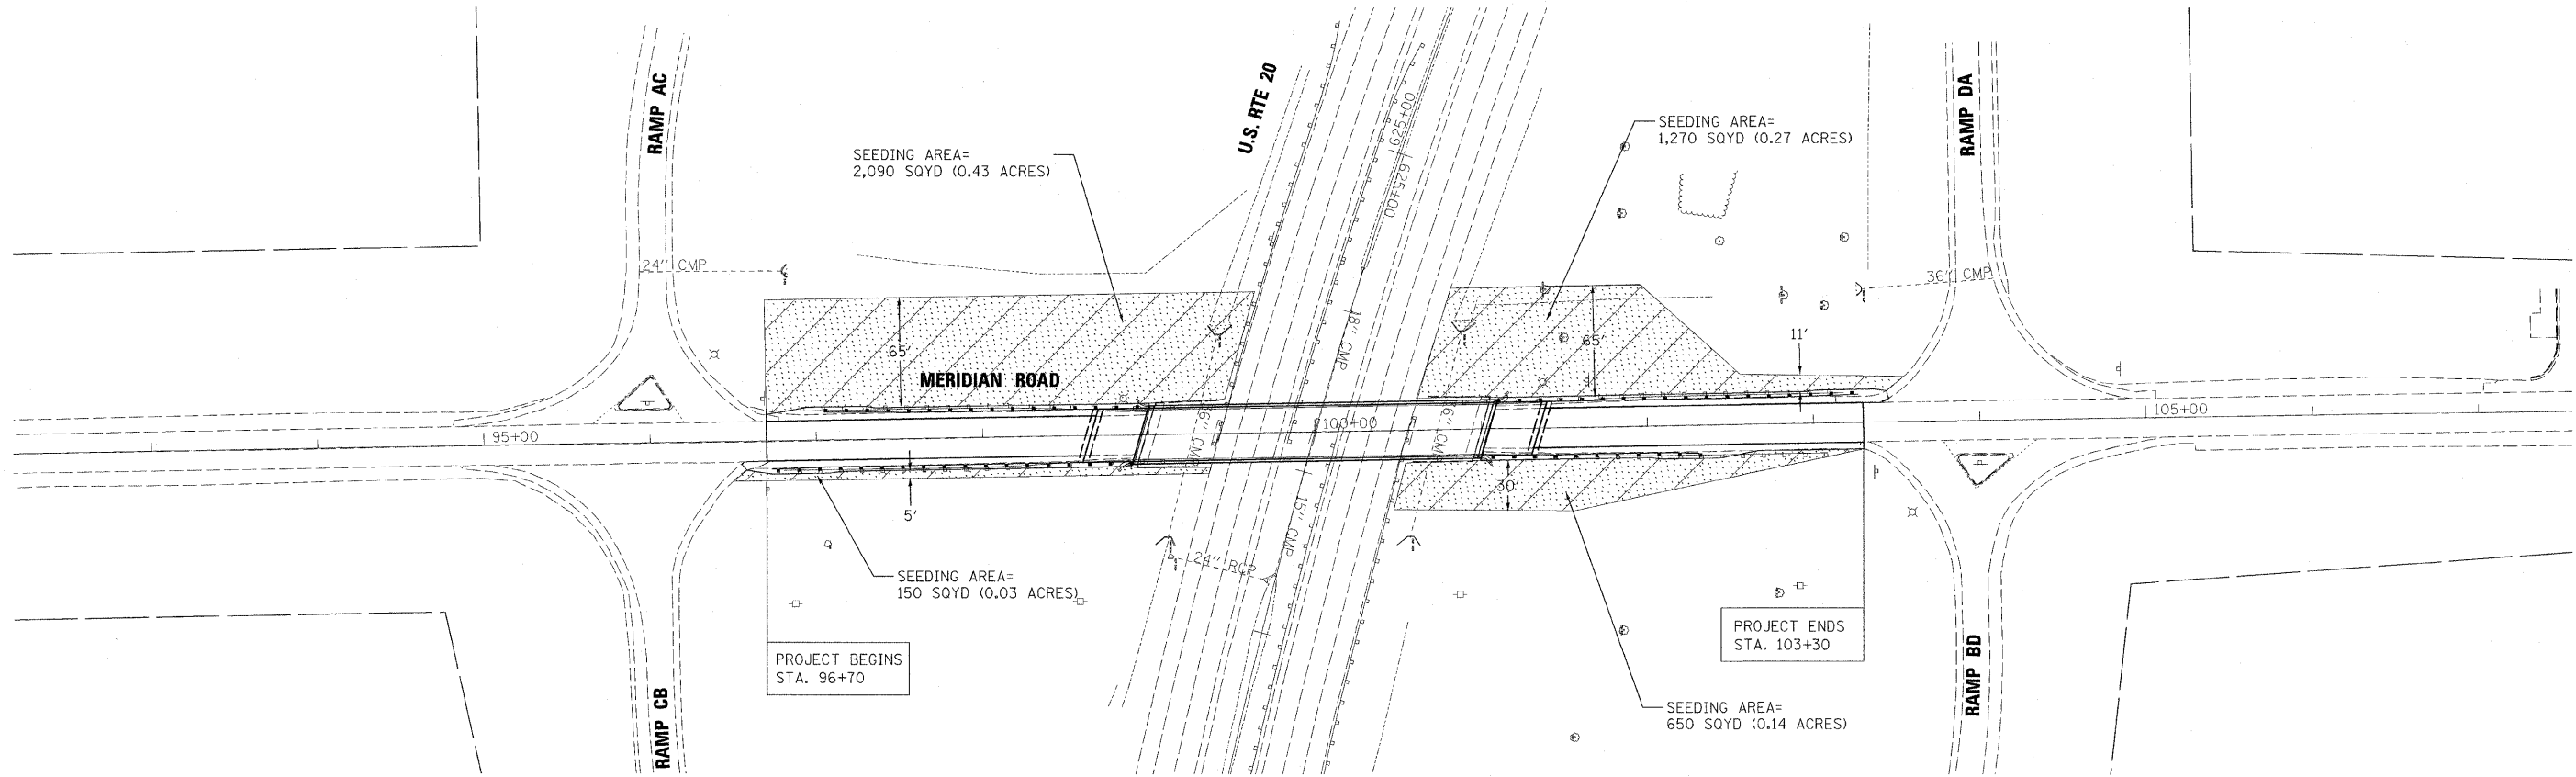 RAMP AC
U.S. RTE 20
625+00
625+00
RAMP DA
SEEDING AREA=
1,270 SQYD (0.27 ACRES)
SEEDING AREA=
2,090 SQYD (0.43 ACRES)
24" CMP
36" CMP
18" CMP
65'
65'
11'
MERIDIAN ROAD
95+00
36" CMP
100+00
105+00
30'
5'
15" CMP
24" RCP
SEEDING AREA=
150 SQYD (0.03 ACRES)
PROJECT BEGINS
STA. 96+70
PROJECT ENDS
STA. 103+30
SEEDING AREA=
650 SQYD (0.14 ACRES)
RAMP CB
RAMP BD